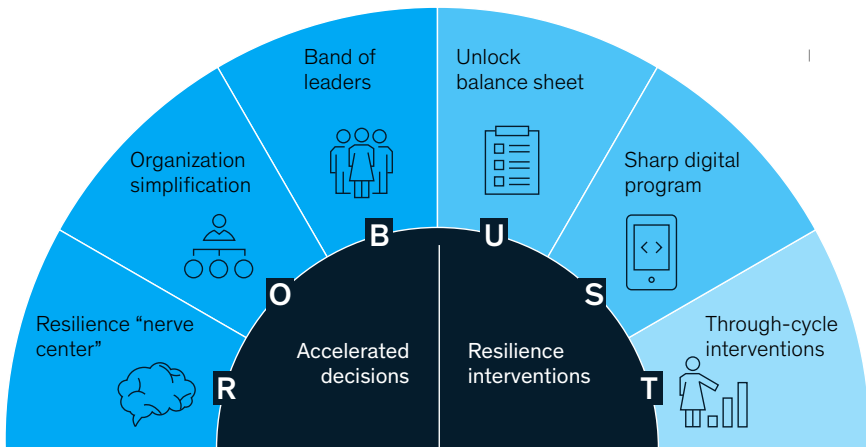 Band of
leaders
Unlock
balance sheet
Organization
simplification
Sharp digital
program
B
U
O
S
Resilience “nerve
center”
Accelerated
decisions
Resilience
interventions
Through-cycle
interventions
R
T